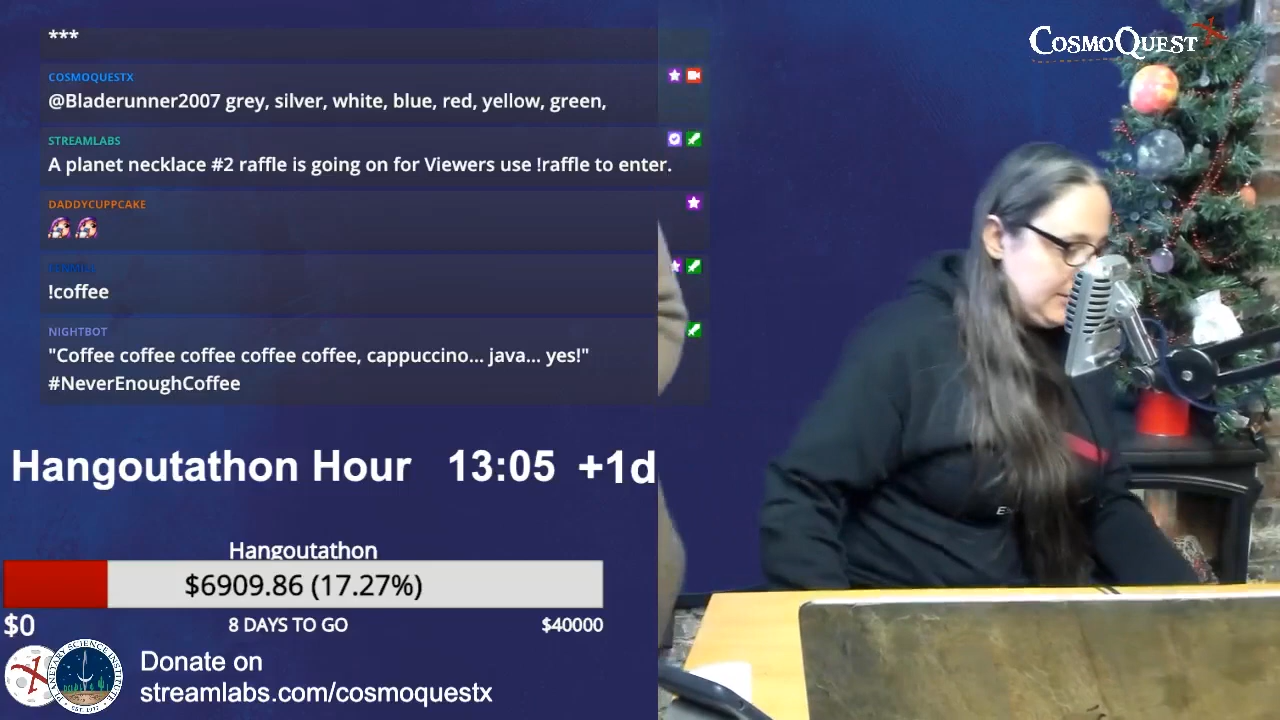 ***
COSMOQUESTX
@Bladerunner2007 grey, silver, white, blue, red, yellow, green,
STREAMLABS
A planet necklace #2 raffle is going on for Viewers use !raffle to enter.
DADDYCUPPCAKE
!coffee
NIGHTBOT
"Coffee coffee coffee coffee coffee, cappuccino... java... yes!"
#NeverEnoughCoffee
Hangoutathon Hour 13:05 +1d
Hangoutathon
$6909.86 (17.27%)
$0 8 DAYS TO GO $40000
Donate on
streamlabs.com/cosmoquestx
COSMOQUEST